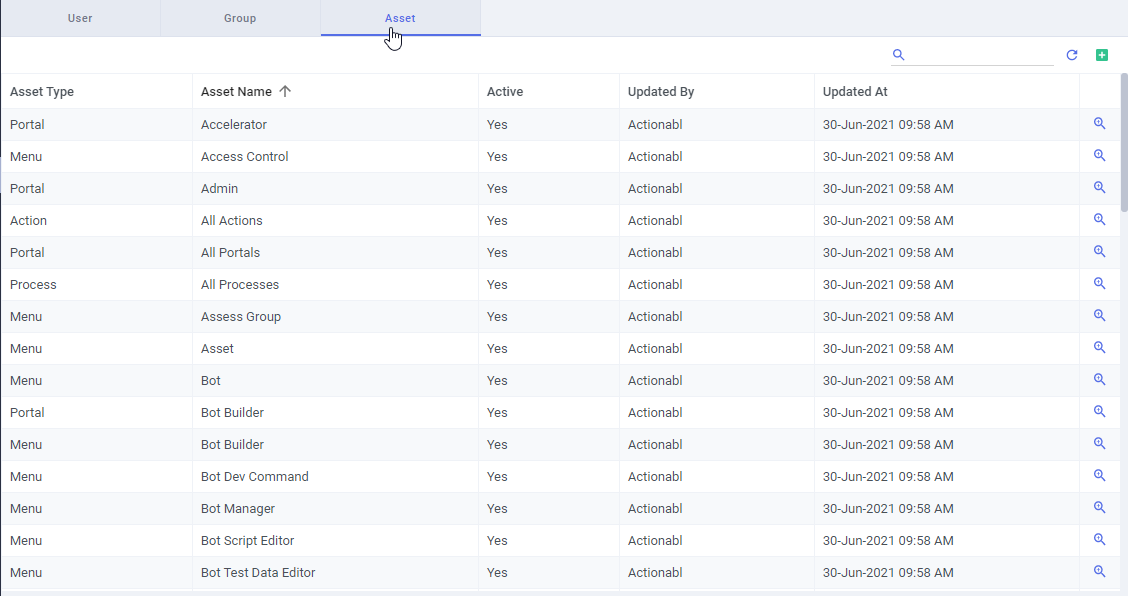 User Group Asset
Asset Type Asset Name Active Updated By Updated At
Portal Accelerator Yes Actionabl 30-Jun-2021 09:58 AM
Menu Access Control Yes Actionabl 30-Jun-2021 09:58 AM
Portal Admin Yes Actionabl 30-Jun-2021 09:58 AM
Action All Actions Yes Actionabl 30-Jun-2021 09:58 AM
Portal All Portals Yes Actionabl 30-Jun-2021 09:58 AM
Process All Processes Yes Actionabl 30-Jun-2021 09:58 AM
Menu Assess Group Yes Actionabl 30-Jun-2021 09:58 AM
Menu Asset Yes Actionabl 30-Jun-2021 09:58 AM
Menu Bot Yes Actionabl 30-Jun-2021 09:58 AM
Portal Bot Builder Yes Actionabl 30-Jun-2021 09:58 AM
Menu Bot Builder Yes Actionabl 30-Jun-2021 09:58 AM
Menu Bot Dev Command Yes Actionabl 30-Jun-2021 09:58 AM
Menu Bot Manager Yes Actionabl 30-Jun-2021 09:58 AM
Menu Bot Script Editor Yes Actionabl 30-Jun-2021 09:58 AM
Menu Bot Test Data Editor Yes Actionabl 30-Jun-2021 09:58 AM